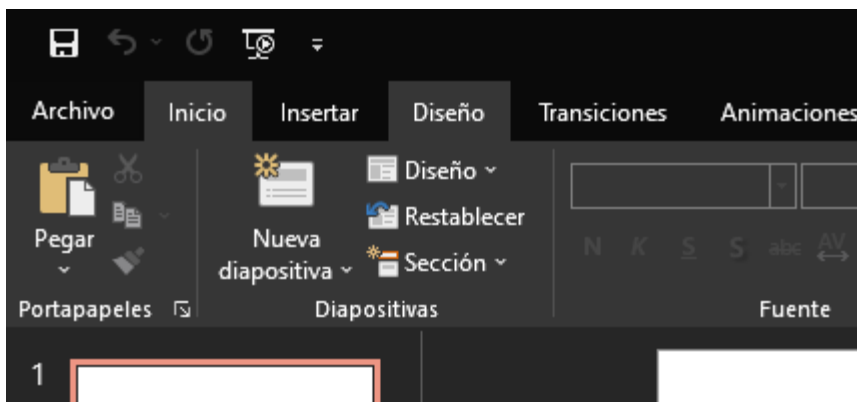 Archivo Inicio Insertar Diseño Transiciones Animaciones
Diseño
Restablecer
Pegar Nueva
diapositiva Sección
N K S S abc AV
Portapapeles Diapositivas Fuente
1